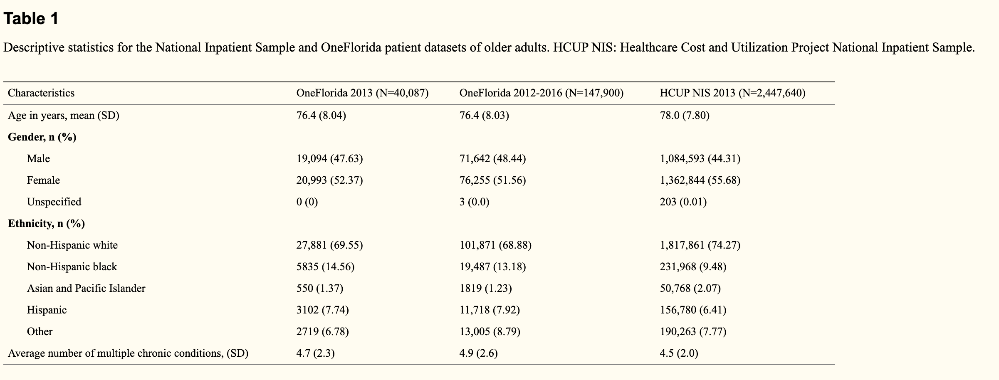 Table 1
Descriptive statistics for the National Inpatient Sample and OneFlorida patient datasets of older adults. HCUP NIS: Healthcare Cost and Utilization Project National Inpatient Sample.
Characteristics OneFlorida 2013 (N=40,087) OneFlorida 2012-2016 (N=147,900) HCUP NIS 2013 (N=2,447,640)
Age in years, mean (SD) 76.4 (8.04) 76.4 (8.03) 78.0 (7.80)
Gender, n (%)
Male 19,094 (47.63) 71,642 (48.44) 1,084,593 (44.31)
Female 20,993 (52.37) 76,255 (51.56) 1,362,844 (55.68)
Unspecified 0 (0) 3 (0.0) 203 (0.01)
Ethnicity, n (%)
Non-Hispanic white 27,881 (69.55) 101,871 (68.88) 1,817,861 (74.27)
Non-Hispanic black 5835 (14.56) 19,487 (13.18) 231,968 (9.48)
Asian and Pacific Islander 550 (1.37) 1819 (1.23) 50,768 (2.07)
Hispanic 3102 (7.74) 11,718 (7.92) 156,780 (6.41)
Other 2719 (6.78) 13,005 (8.79) 190,263 (7.77)
Average number of multiple chronic conditions, (SD) 4.7 (2.3) 4.9 (2.6) 4.5 (2.0)